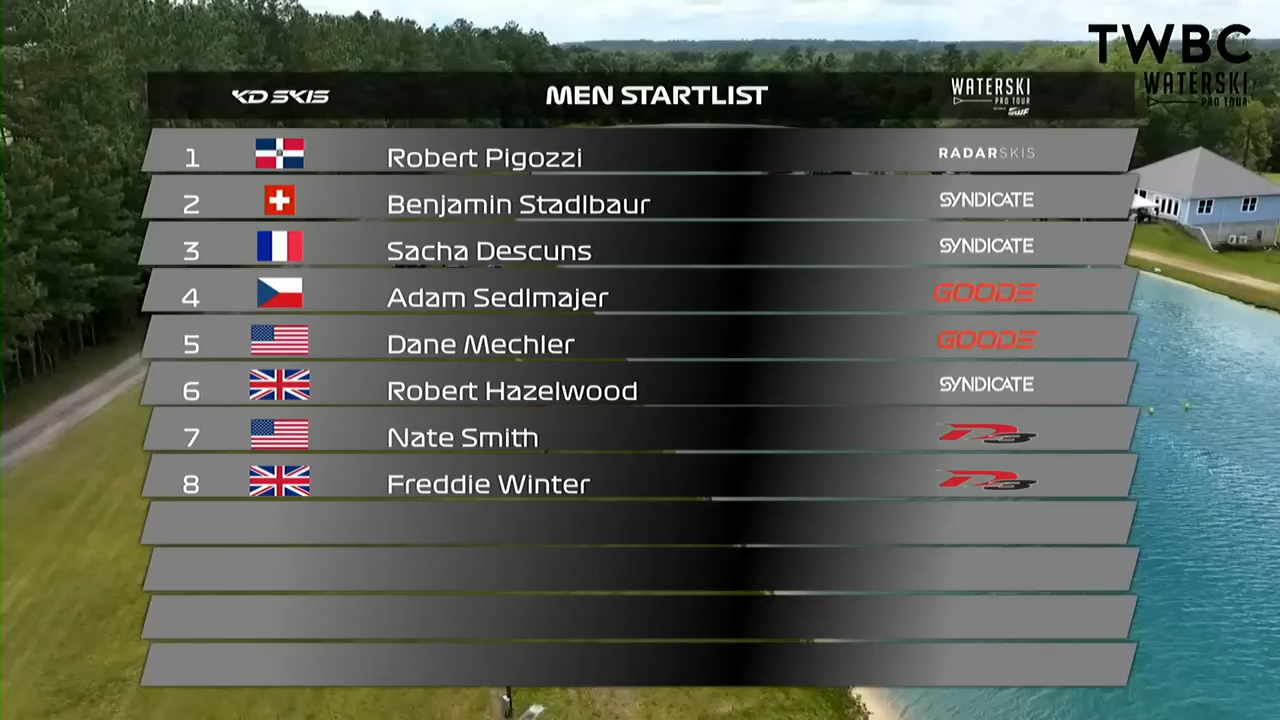 TWBC
WATERSKI
PRO TOUR
KD SKIS MEN STARTLIST WATERSKI
PRO TOUR
1 Robert Pigozzi RADARSKIS
2 Benjamin Stadlbaur SYNDICATE
3 Sacha Descuns SYNDICATE
4 Adam Sedlmajer GOODE
5 Dane Mechler GOODE
6 Robert Hazelwood SYNDICATE
7 Nate Smith D3
8 Freddie Winter D3